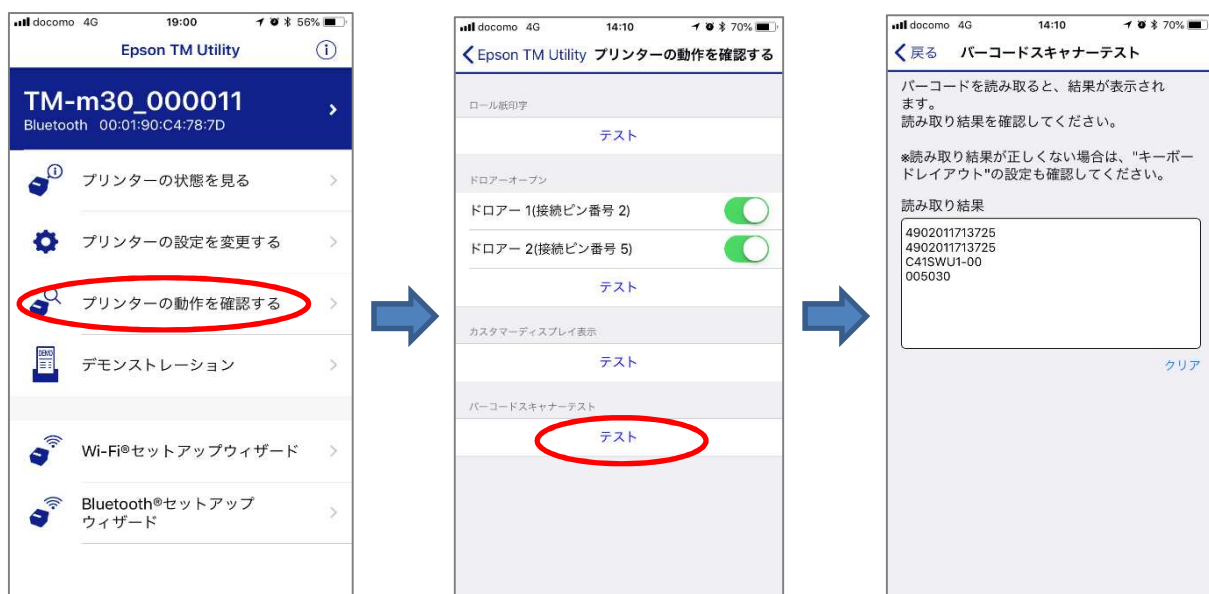 docomo 4G 19:00 56%
Epson TM Utility
TM-m30_000011
Bluetooth 00:01:90:C4:78:7D
プリンターの状態を見る
プリンターの設定を変更する
プリンターの動作を確認する
DEMO
デモンストレーション
Wi-Fi®セットアップウィザード
Bluetooth®セットアップ
ウィザード
docomo 4G 14:10 70%
Epson TM Utility プリンターの動作を確認する
ロール紙印字
テスト
ドロアーオープン
ドロアー 1(接続ピン番号 2)
ドロアー 2(接続ピン番号 5)
テスト
カスタマーディスプレイ表示
テスト
バーコードスキャナーテスト
テスト
docomo 4G 14:10 70%
戻る バーコードスキャナーテスト
バーコードを読み取ると、結果が表示され
ます。
読み取り結果を確認してください。
※読み取り結果が正しくない場合は、"キーボー
ドレイアウト"の設定も確認してください。
読み取り結果
4902011713725
4902011713725
C41SWU1-00
005030
クリア